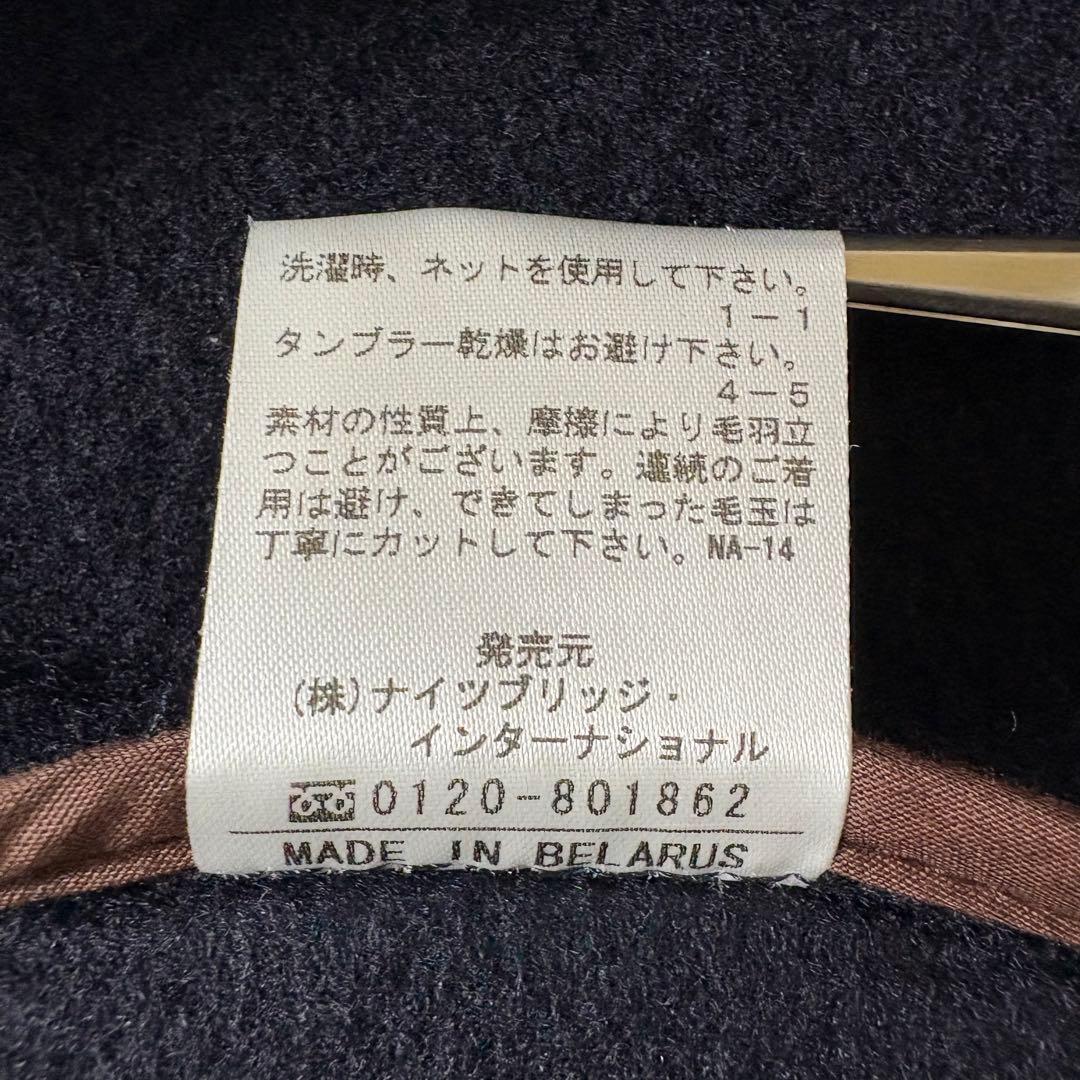 洗濯時、ネットを使用して下さい。
1-1
タンブラー乾燥はお避け下さい。
4-5
素材の性質上、摩擦により毛羽立
つことがございます。連続のご着
用は避け、できてしまった毛玉は
丁寧にカットして下さい。NA-14
発売元
(株)ナイツブリッジ・
インターナショナル
0120-801862
MADE IN BELARUS